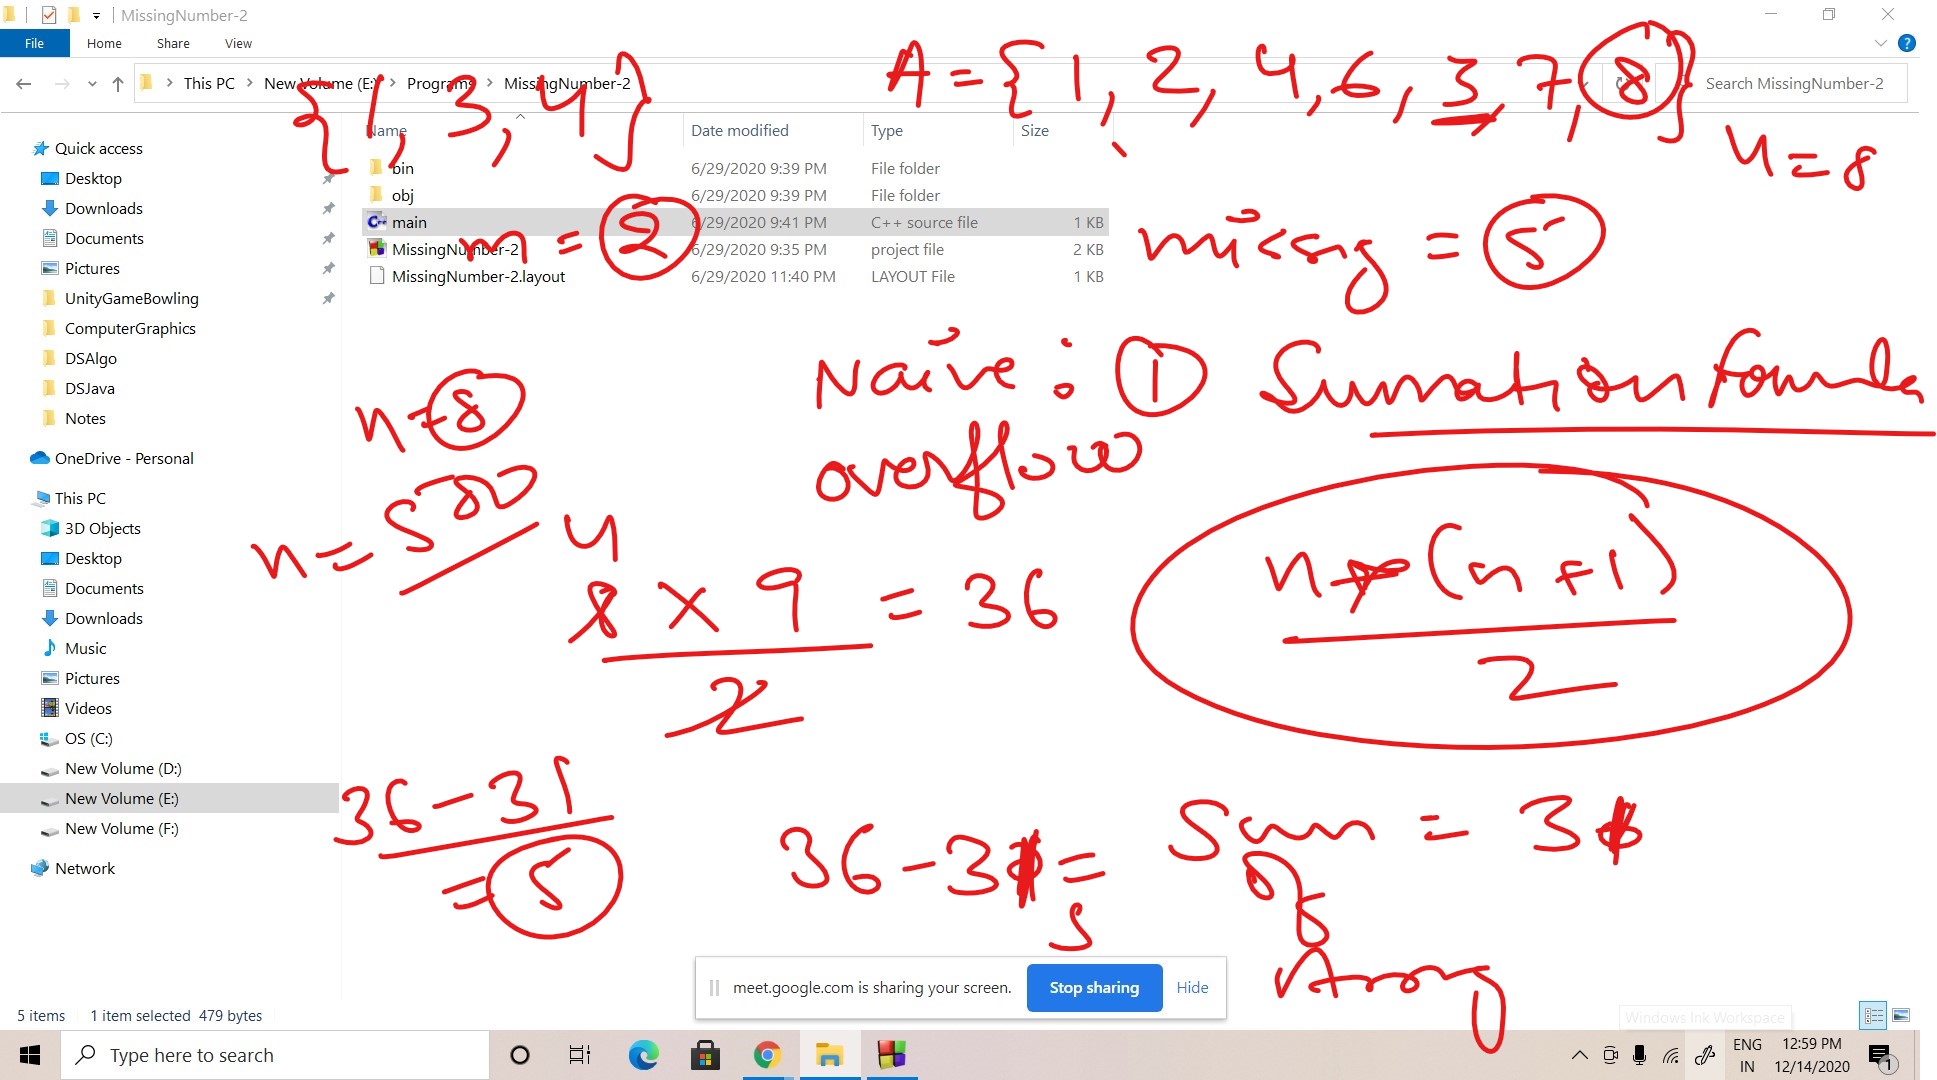 MissingNumber-2
File Home Share View
This PC New Volume (E:) Programs MissingNumber-2
Search MissingNumber-2
A = {1, 2, 4, 6, 3, 7, 8}
{1, 3, 4}
n = 8
Name Date modified Type Size
bin 6/29/2020 9:39 PM File folder
obj 6/29/2020 9:39 PM File folder
main 6/29/2020 9:41 PM C++ source file 1 KB
MissingNumber-2 6/29/2020 9:35 PM project file 2 KB
MissingNumber-2.layout 6/29/2020 11:40 PM LAYOUT File 1 KB
m = 2
missig = 5
Quick access
Desktop
Downloads
Documents
Pictures
UnityGameBowling
ComputerGraphics
DSAlgo
DSJava
Notes
OneDrive - Personal
This PC
3D Objects
Desktop
Documents
Downloads
Music
Pictures
Videos
OS (C:)
New Volume (D:)
New Volume (E:)
New Volume (F:)
Network
Naive : 1 Sumation formula
overflow
n = 8
n =
4
8 x 9 = 36
2
n * (n + 1)
2
36 - 31
= 5
36 - 31 =
5
Sum = 31
of
meet.google.com is sharing your screen. Stop sharing Hide
5 items 1 item selected 479 bytes
Windows Ink Workspace
Type here to search
ENG
IN
12:59 PM
12/14/2020
1